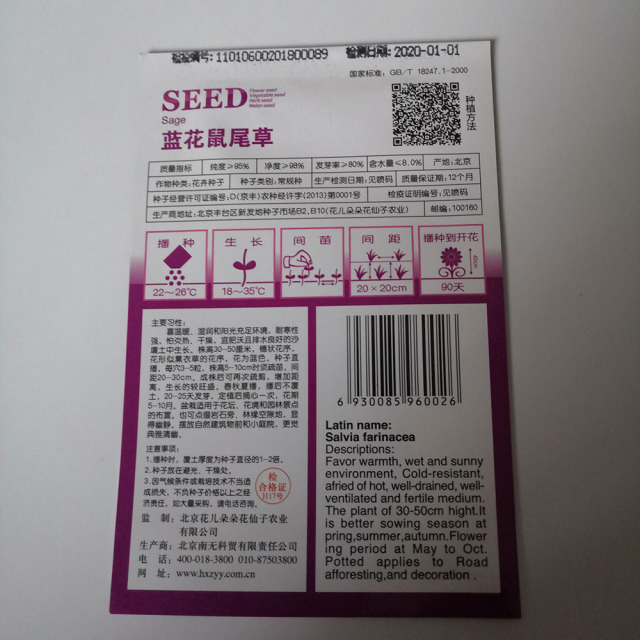 检验编号: 11010600201800089 检测日期: 2020-01-01
国家标准: GB/T 18247.1-2000
SEED
Flower seed
Vegetable seed
Herb seed
Melon seed
Sage
蓝花鼠尾草
种植方法
质量指标 纯度≥95% 净度≥98% 发芽率≥80% 含水量≤8.0% 产地:北京
作物种类:花卉种子 种子类别:常规种 生产检测日期:见喷码 质量保证期:12个月
种子经营许可证编号:D(京丰)农种经许字(2013)第0001号 检疫证明编号:见喷码
生产商地址:北京丰台区新发地种子市场B2,B10(花儿朵朵花仙子农业) 邮编:100160
播种 生长 间苗 间距 播种到开花
40cm
22～26℃ 18～35℃ 20×20cm 90天
主要习性:
喜温暖、湿润和阳光充足环境,耐寒性
强,怕炎热、干燥,宜肥沃且排水良好的沙
壤土中生长。株高30-50厘米,穗状花序,
花形似薰衣草的花序,花为蓝色。种子直
播,每穴3-5粒,株高5-10cm时须疏苗,间
距20-30cm,成株后可再次疏剪,增加距
离,生长的较旺盛。春秋夏播,播后不覆
土,20-25天发芽。定植后摘心一次,花期
5-10月。盆栽适用于花坛、花境和园林景点
的布置。也可点缀岩石旁、林缘空隙地,显
得幽静。摆放自然建筑物前和小庭院,更觉
典雅清幽。
注意事项:
1.播种时,覆土厚度为种子直径的1-2倍。
2.种子放在避光、干燥处。
3.因气候条件或栽培技术不当造
成损失,不负种子价格以上之经
济责任,如大量采购,请电话咨询。
检
合格证
H17号
监 制:北京花儿朵朵花仙子农业
有限公司
生产商:北京南无科贸有限责任公司
电 话:400-018-3800 010-87503800
网 址:www.hxzyy.com.cn
6 930085 960026
Latin name:
Salvia farinacea
Descriptions:
Favor warmth, wet and sunny
environment, Cold-resistant,
afried of hot, well-drained, well-
ventilated and fertile medium.
The plant of 30-50cm hight.It
is better sowing season at
pring,summer,autumn.Flower
ing period at May to Oct.
Potted applies to Road
afforesting,and decoration .